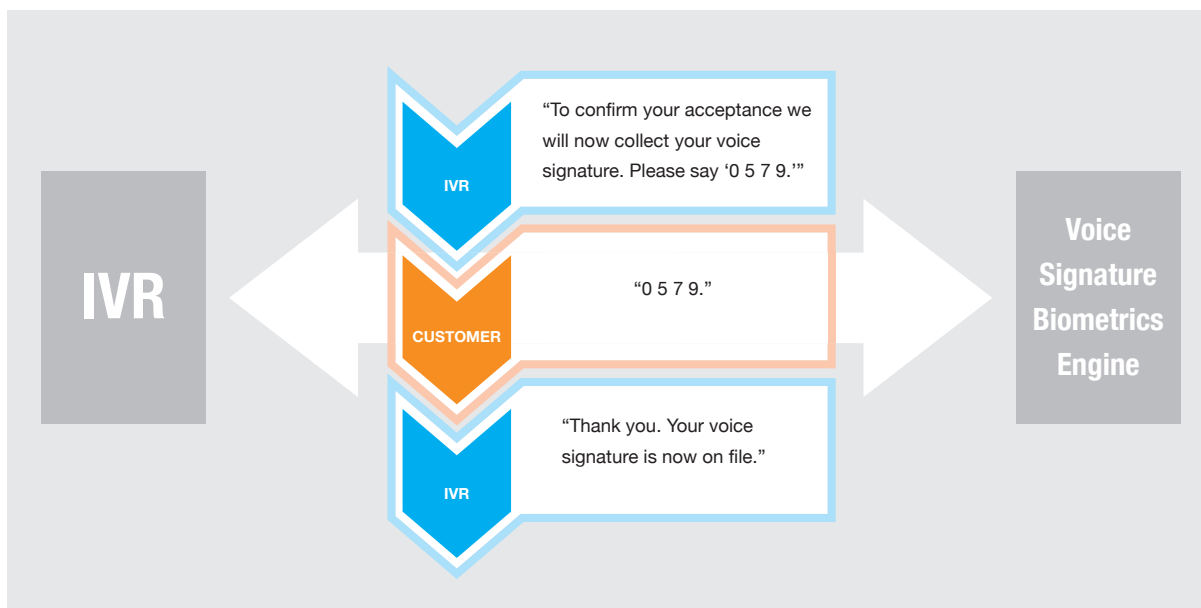 IVR
IVR
“To confirm your acceptance we
will now collect your voice
signature. Please say ‘0 5 7 9.’”
CUSTOMER
“0 5 7 9.”
IVR
“Thank you. Your voice
signature is now on file.”
Voice
Signature
Biometrics
Engine